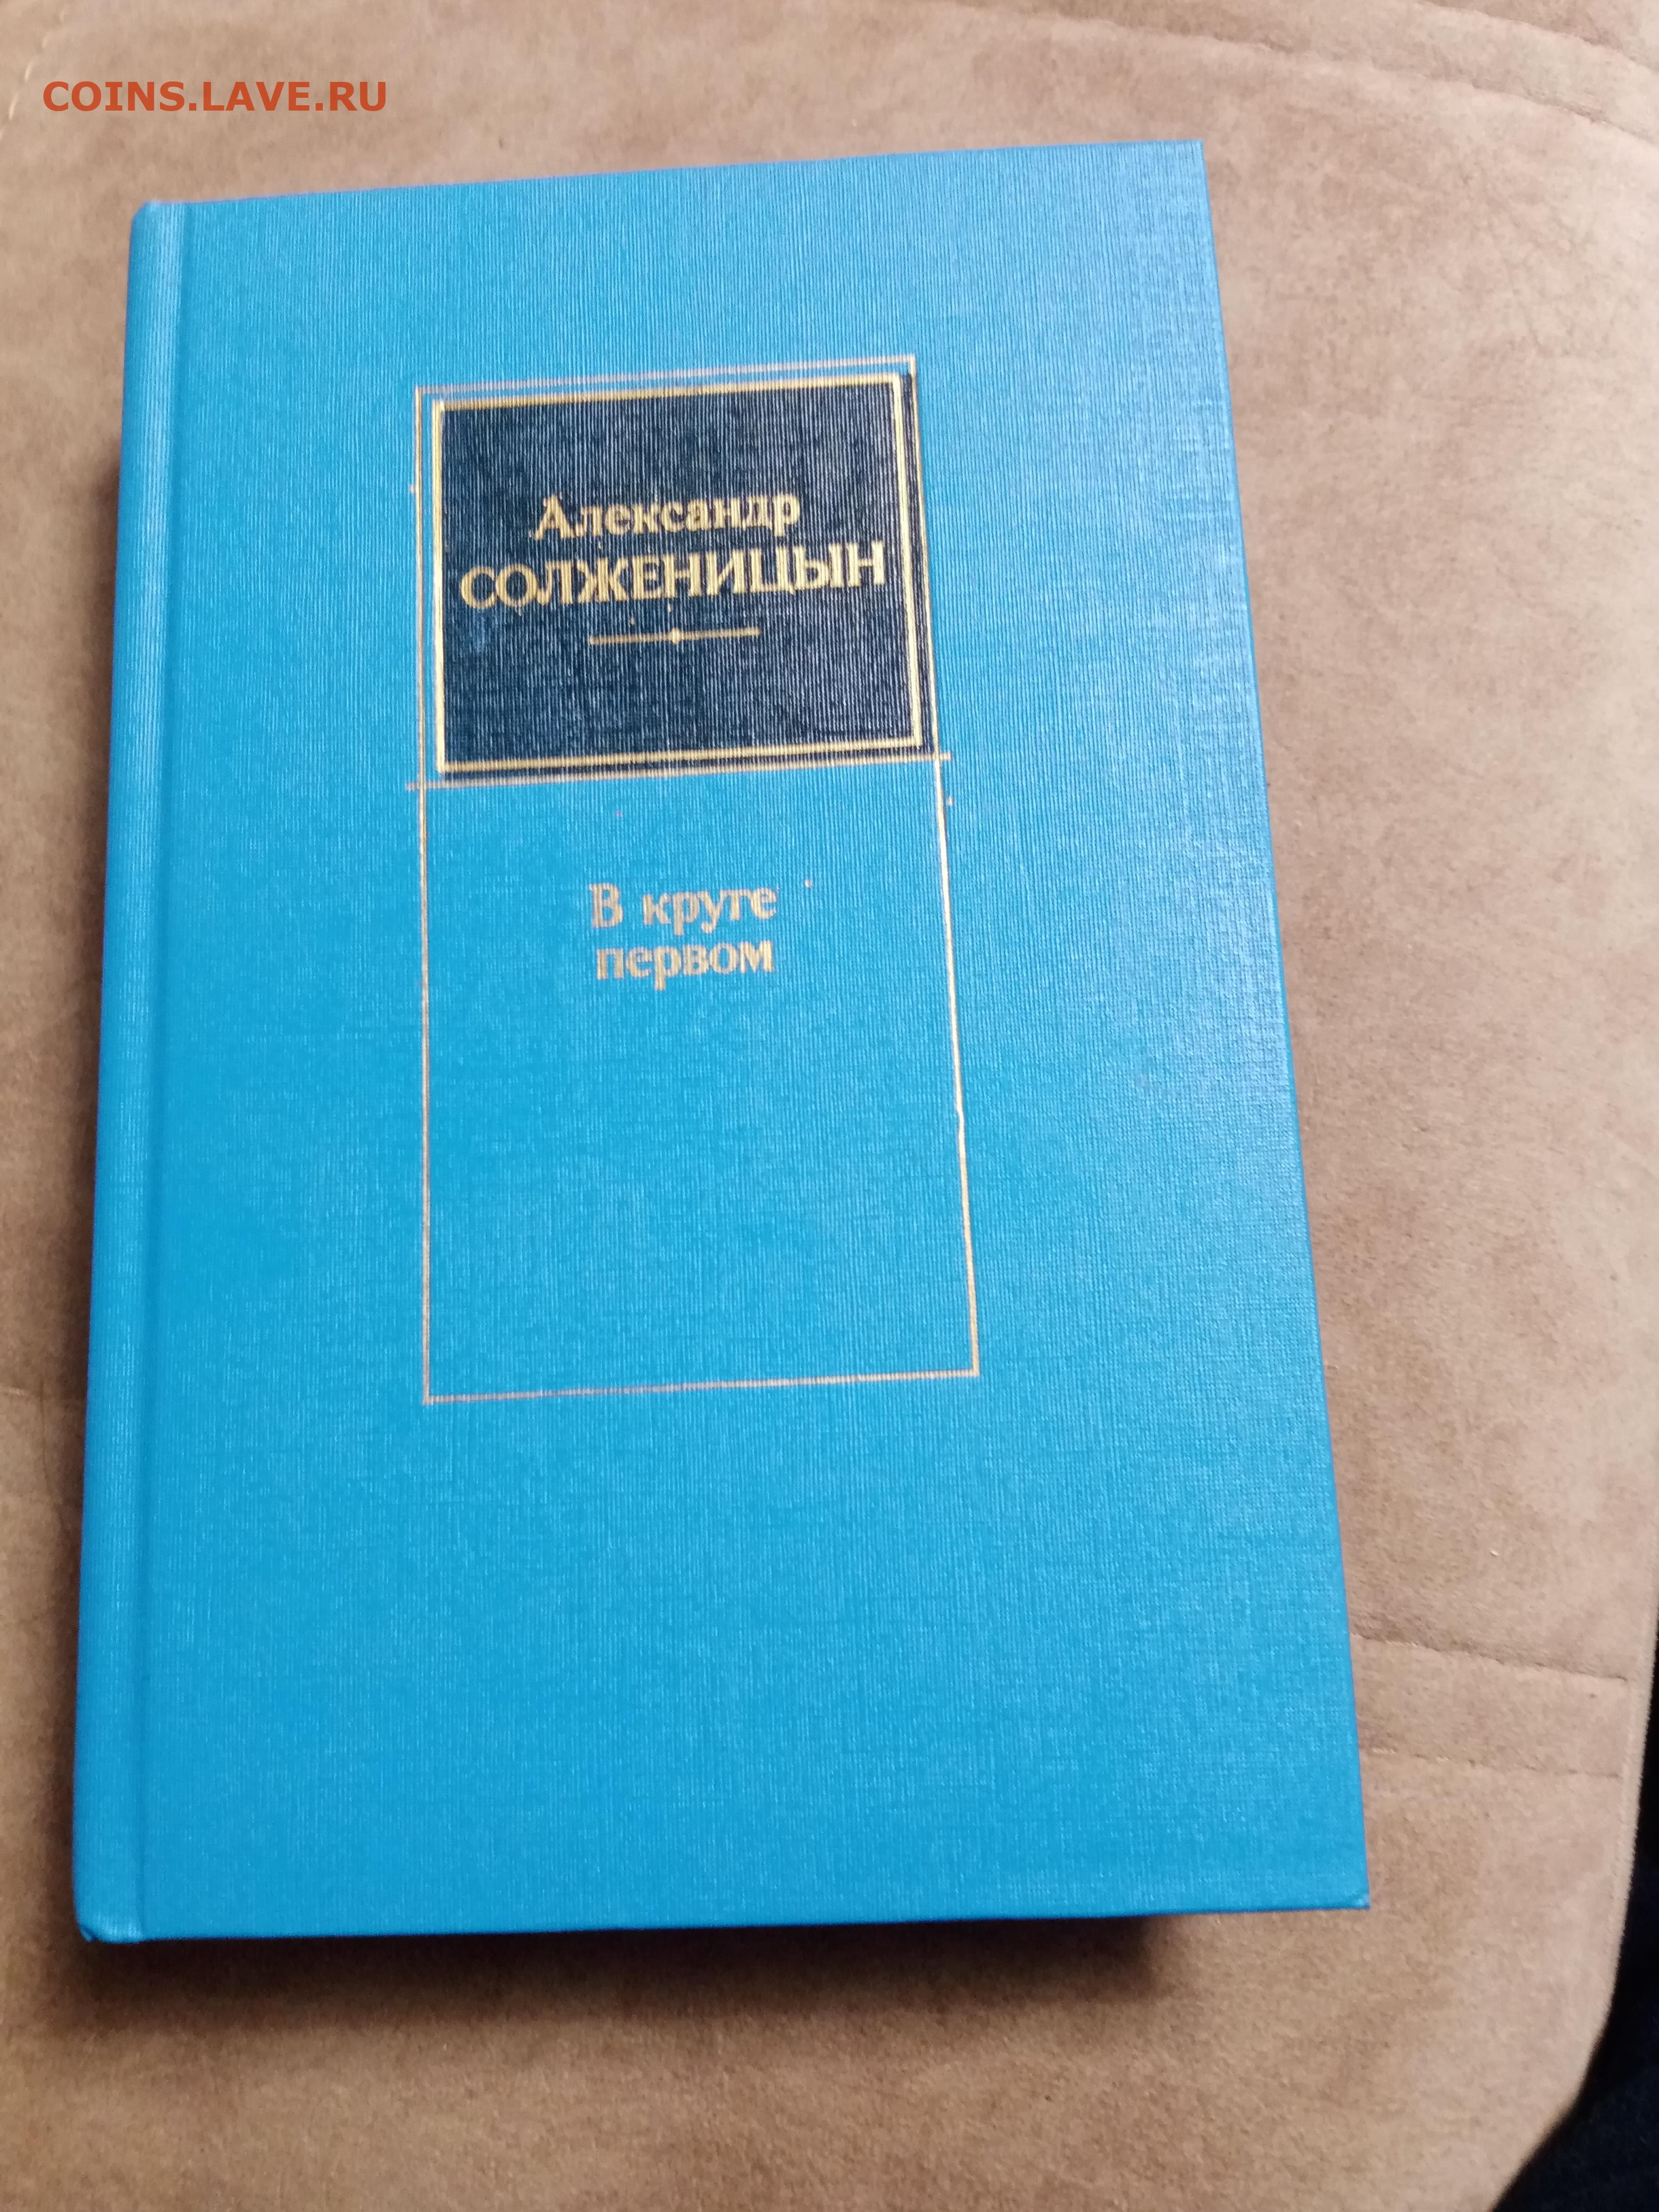 COINS.LAVE.RU
Александр
СОЛЖЕНИЦЫН
В круге
первом